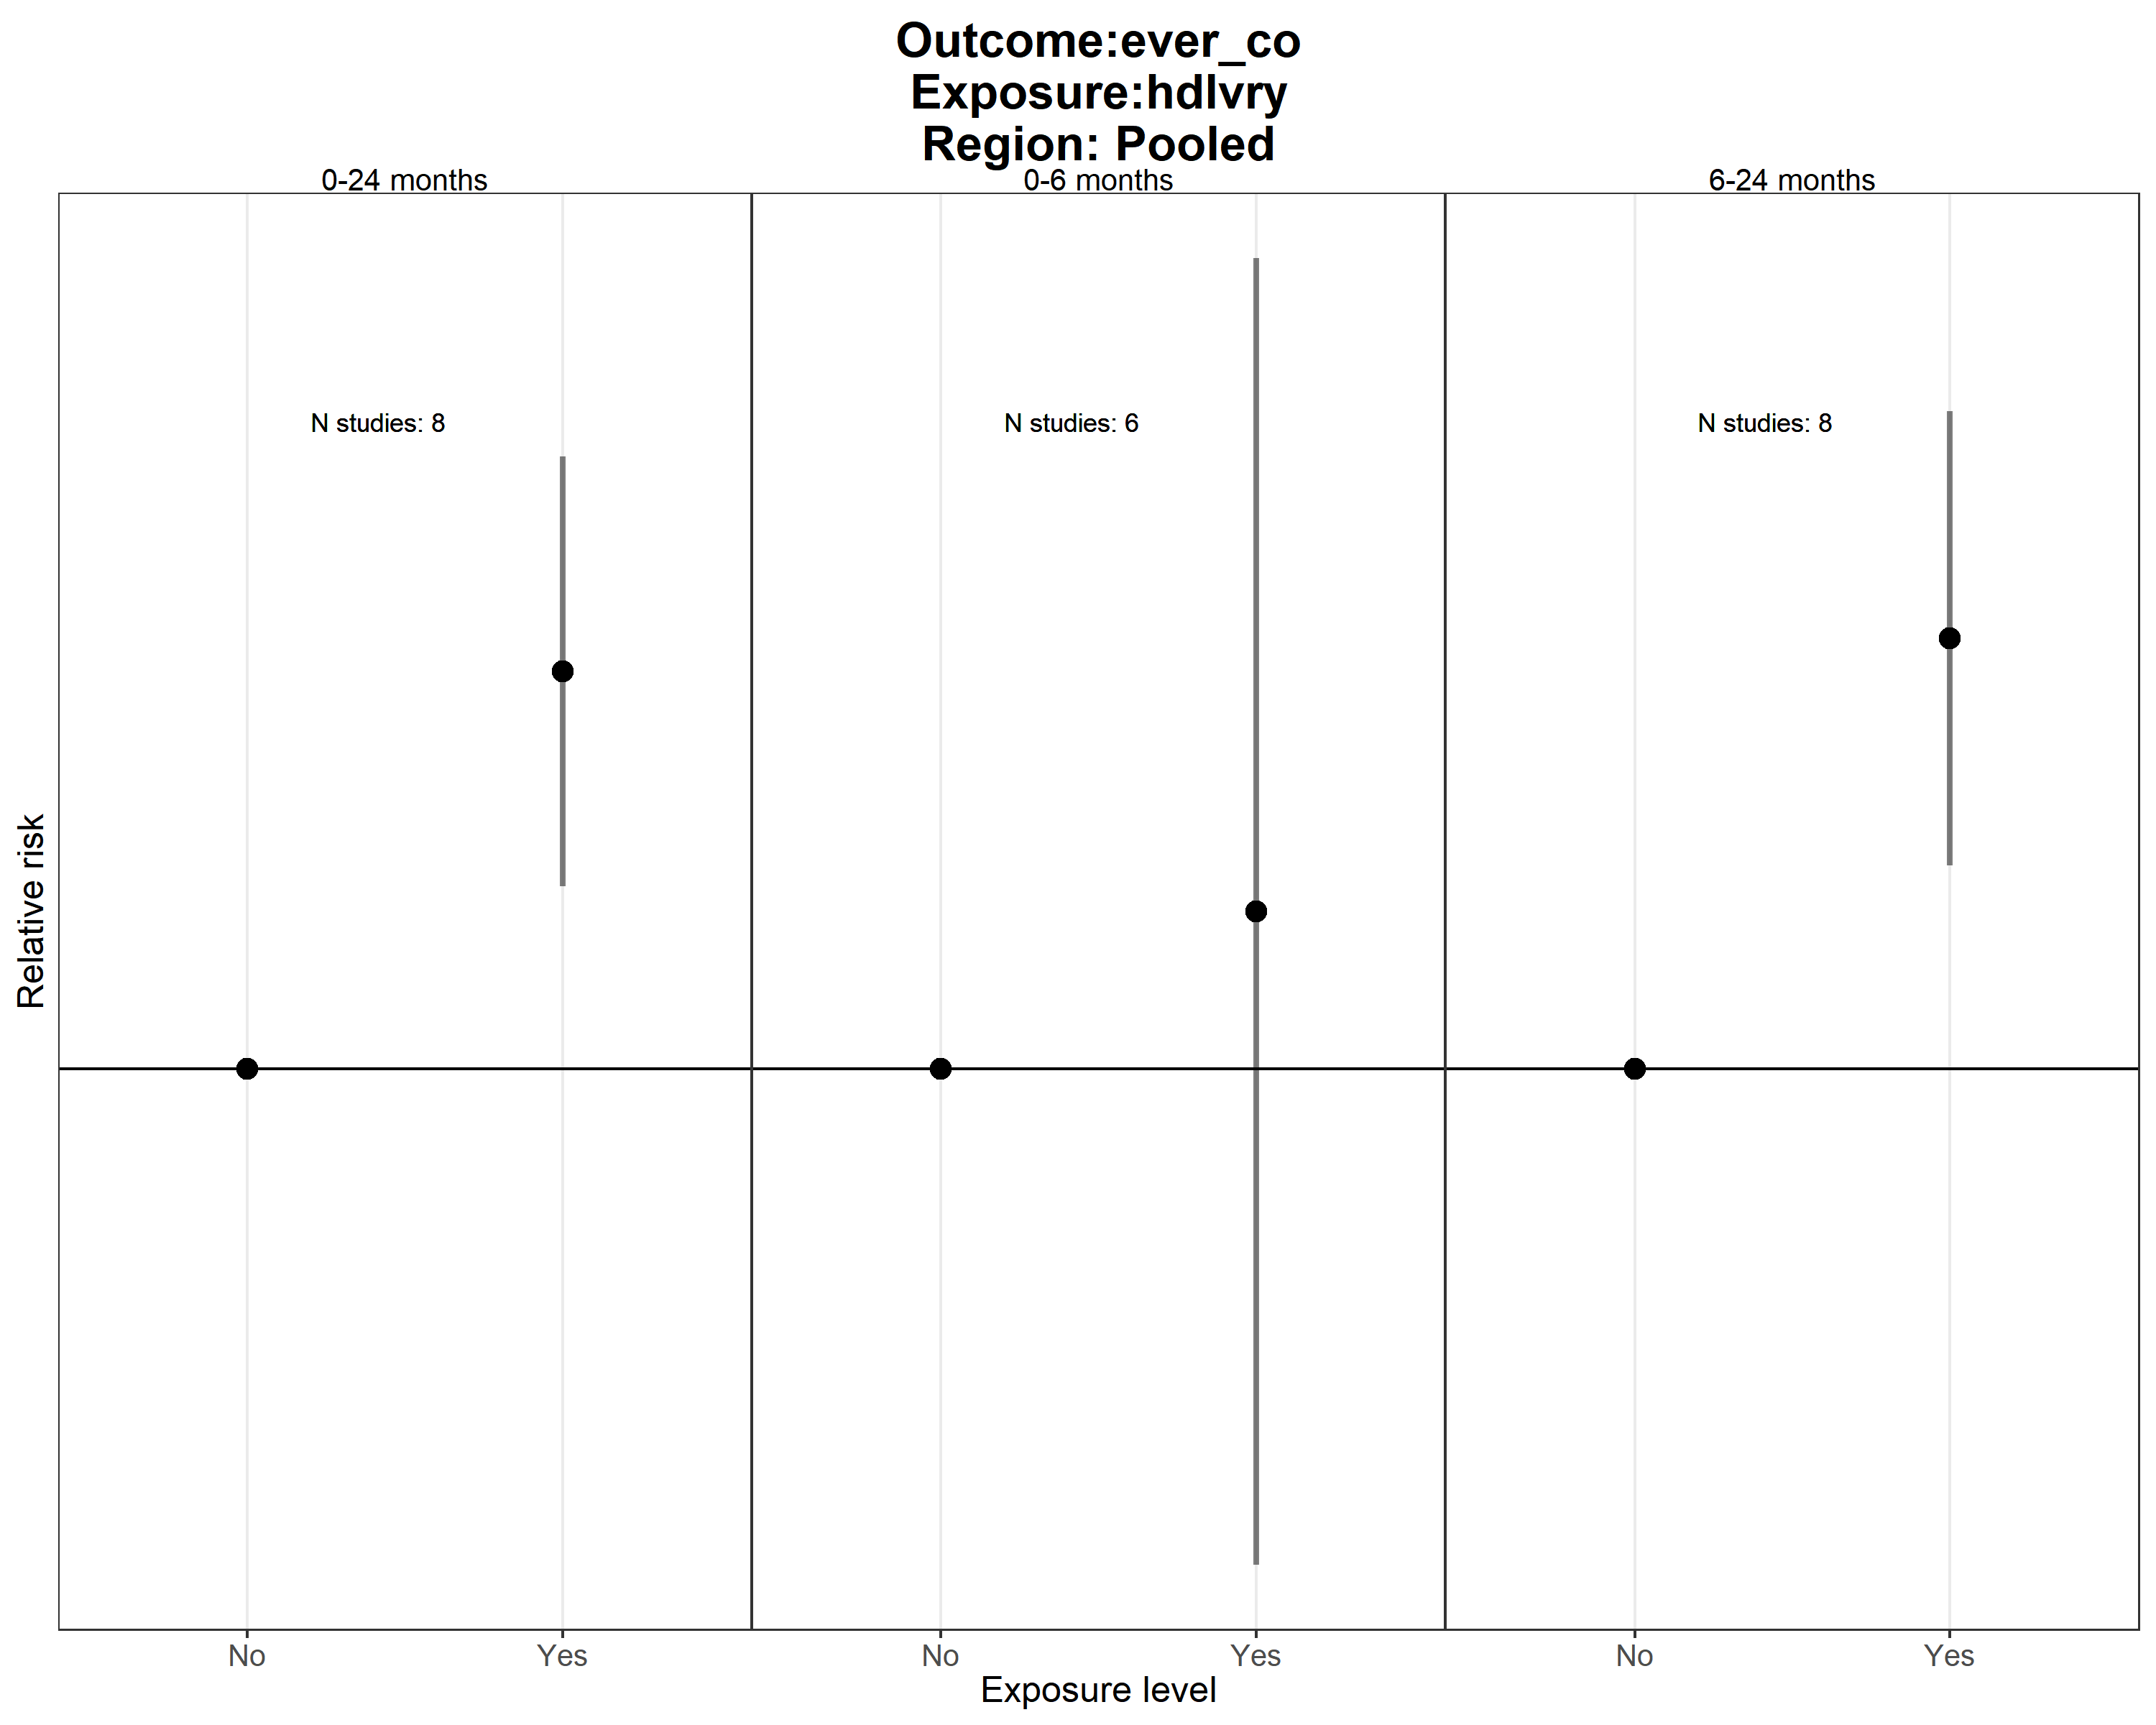 Outcome:ever_co
Exposure:hdlvry
Region: Pooled
0-24 months
0-6 months
6-24 months
N studies: 8
N studies: 6
N studies: 8
Relative risk
No
Yes
No
Yes
No
Yes
Exposure level